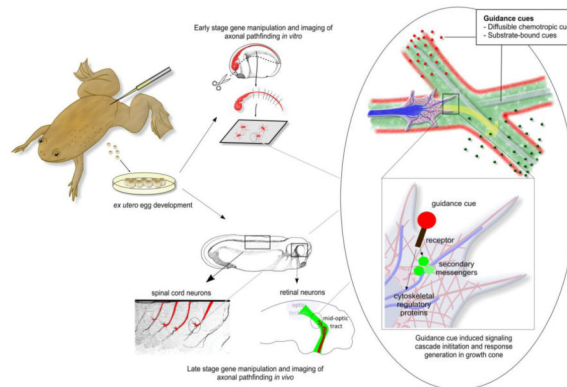 Early stage gene manipulation and imaging of
axonal pathfinding in vitro
Guidance cues
- Diffusible chemotropic cue
- Substrate-bound cues
ex utero egg development
guidance cue
receptor
secondary
messengers
cytoskeletal
regulatory
proteins
Guidance cue induced signaling
cascade inititation and response
generation in growth cone
spinal cord neurons
retinal neurons
mid-optic
tract
Late stage gene manipulation and imaging of
axonal pathfinding in vivo